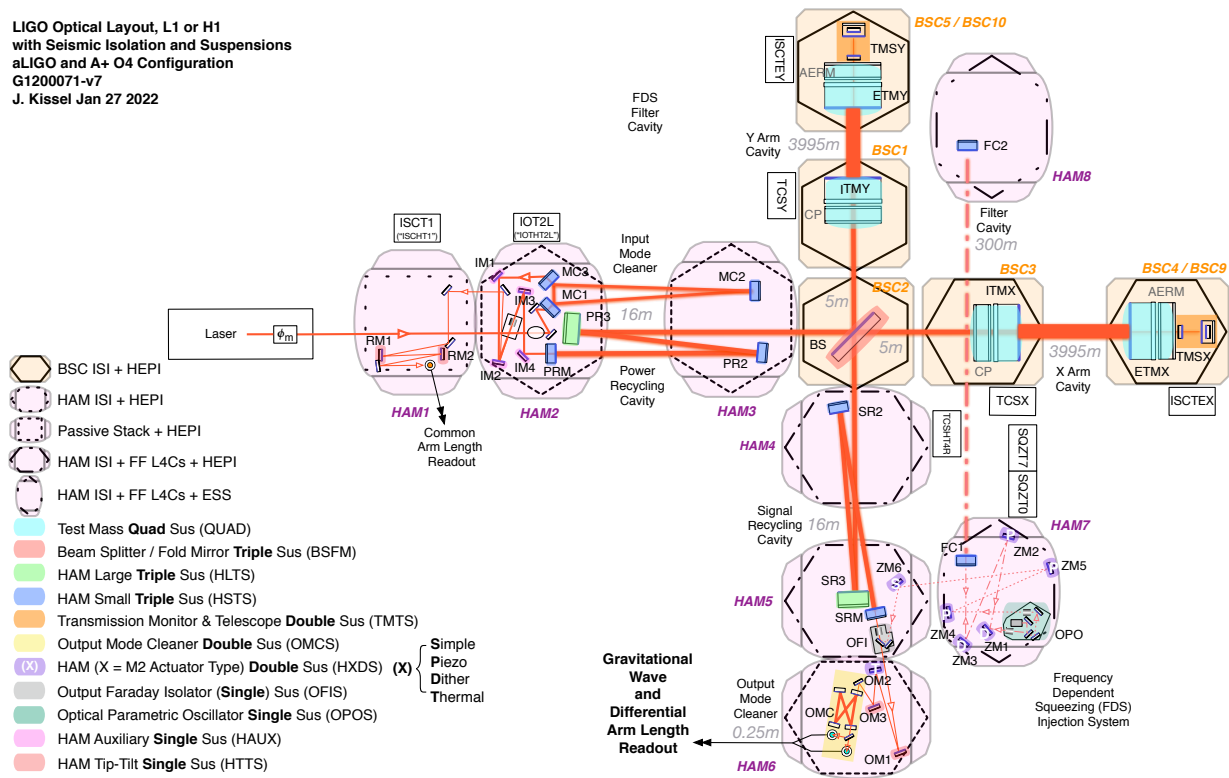 LIGO Optical Layout, L1 or H1
with Seismic Isolation and Suspensions
aLIGO and A+ O4 Configuration
G1200071-v7
J. Kissel Jan 27 2022
BSC5 / BSC10
ISCTEY
TMSY
AERM
ETMY
FDS
Filter
Cavity
Y Arm
Cavity
3995m
BSC1
TCSY
ITMY
CP
FC2
HAM8
Filter
Cavity
300m
ISCT1
("ISCHT1")
IOT2L
("IOTHT2L")
Input
Mode
Cleaner
16m
IM1
MC3
MC1
IM3
PR3
MC2
BSC2
5m
BS
5m
BSC3
ITMX
CP
BSC4 / BSC9
AERM
TMSX
ETMX
3995m
X Arm
Cavity
TCSX
ISCTEX
Laser
ϕm
RM1
RM2
IM2
IM4
PRM
PR2
Power
Recycling
Cavity
HAM1
HAM2
HAM3
Common
Arm Length
Readout
SR2
HAM4
TCSHT4R
SQZT7
SQZT0
Signal
Recycling
Cavity
16m
HAM7
FC1
ZM2
ZM5
ZM6
SR3
SRM
HAM5
OFI
ZM4
ZM3
ZM1
OPO
Frequency
Dependent
Squeezing (FDS)
Injection System
Gravitational
Wave
and
Differential
Arm Length
Readout
Output
Mode
Cleaner
0.25m
OM2
OMC
OM3
OM1
HAM6
BSC ISI + HEPI
HAM ISI + HEPI
Passive Stack + HEPI
HAM ISI + FF L4Cs + HEPI
HAM ISI + FF L4Cs + ESS
Test Mass Quad Sus (QUAD)
Beam Splitter / Fold Mirror Triple Sus (BSFM)
HAM Large Triple Sus (HLTS)
HAM Small Triple Sus (HSTS)
Transmission Monitor & Telescope Double Sus (TMTS)
Output Mode Cleaner Double Sus (OMCS)
(X) HAM (X = M2 Actuator Type) Double Sus (HXDS) (X)
Simple
Piezo
Dither
Thermal
Output Faraday Isolator (Single) Sus (OFIS)
Optical Parametric Oscillator Single Sus (OPOS)
HAM Auxiliary Single Sus (HAUX)
HAM Tip-Tilt Single Sus (HTTS)